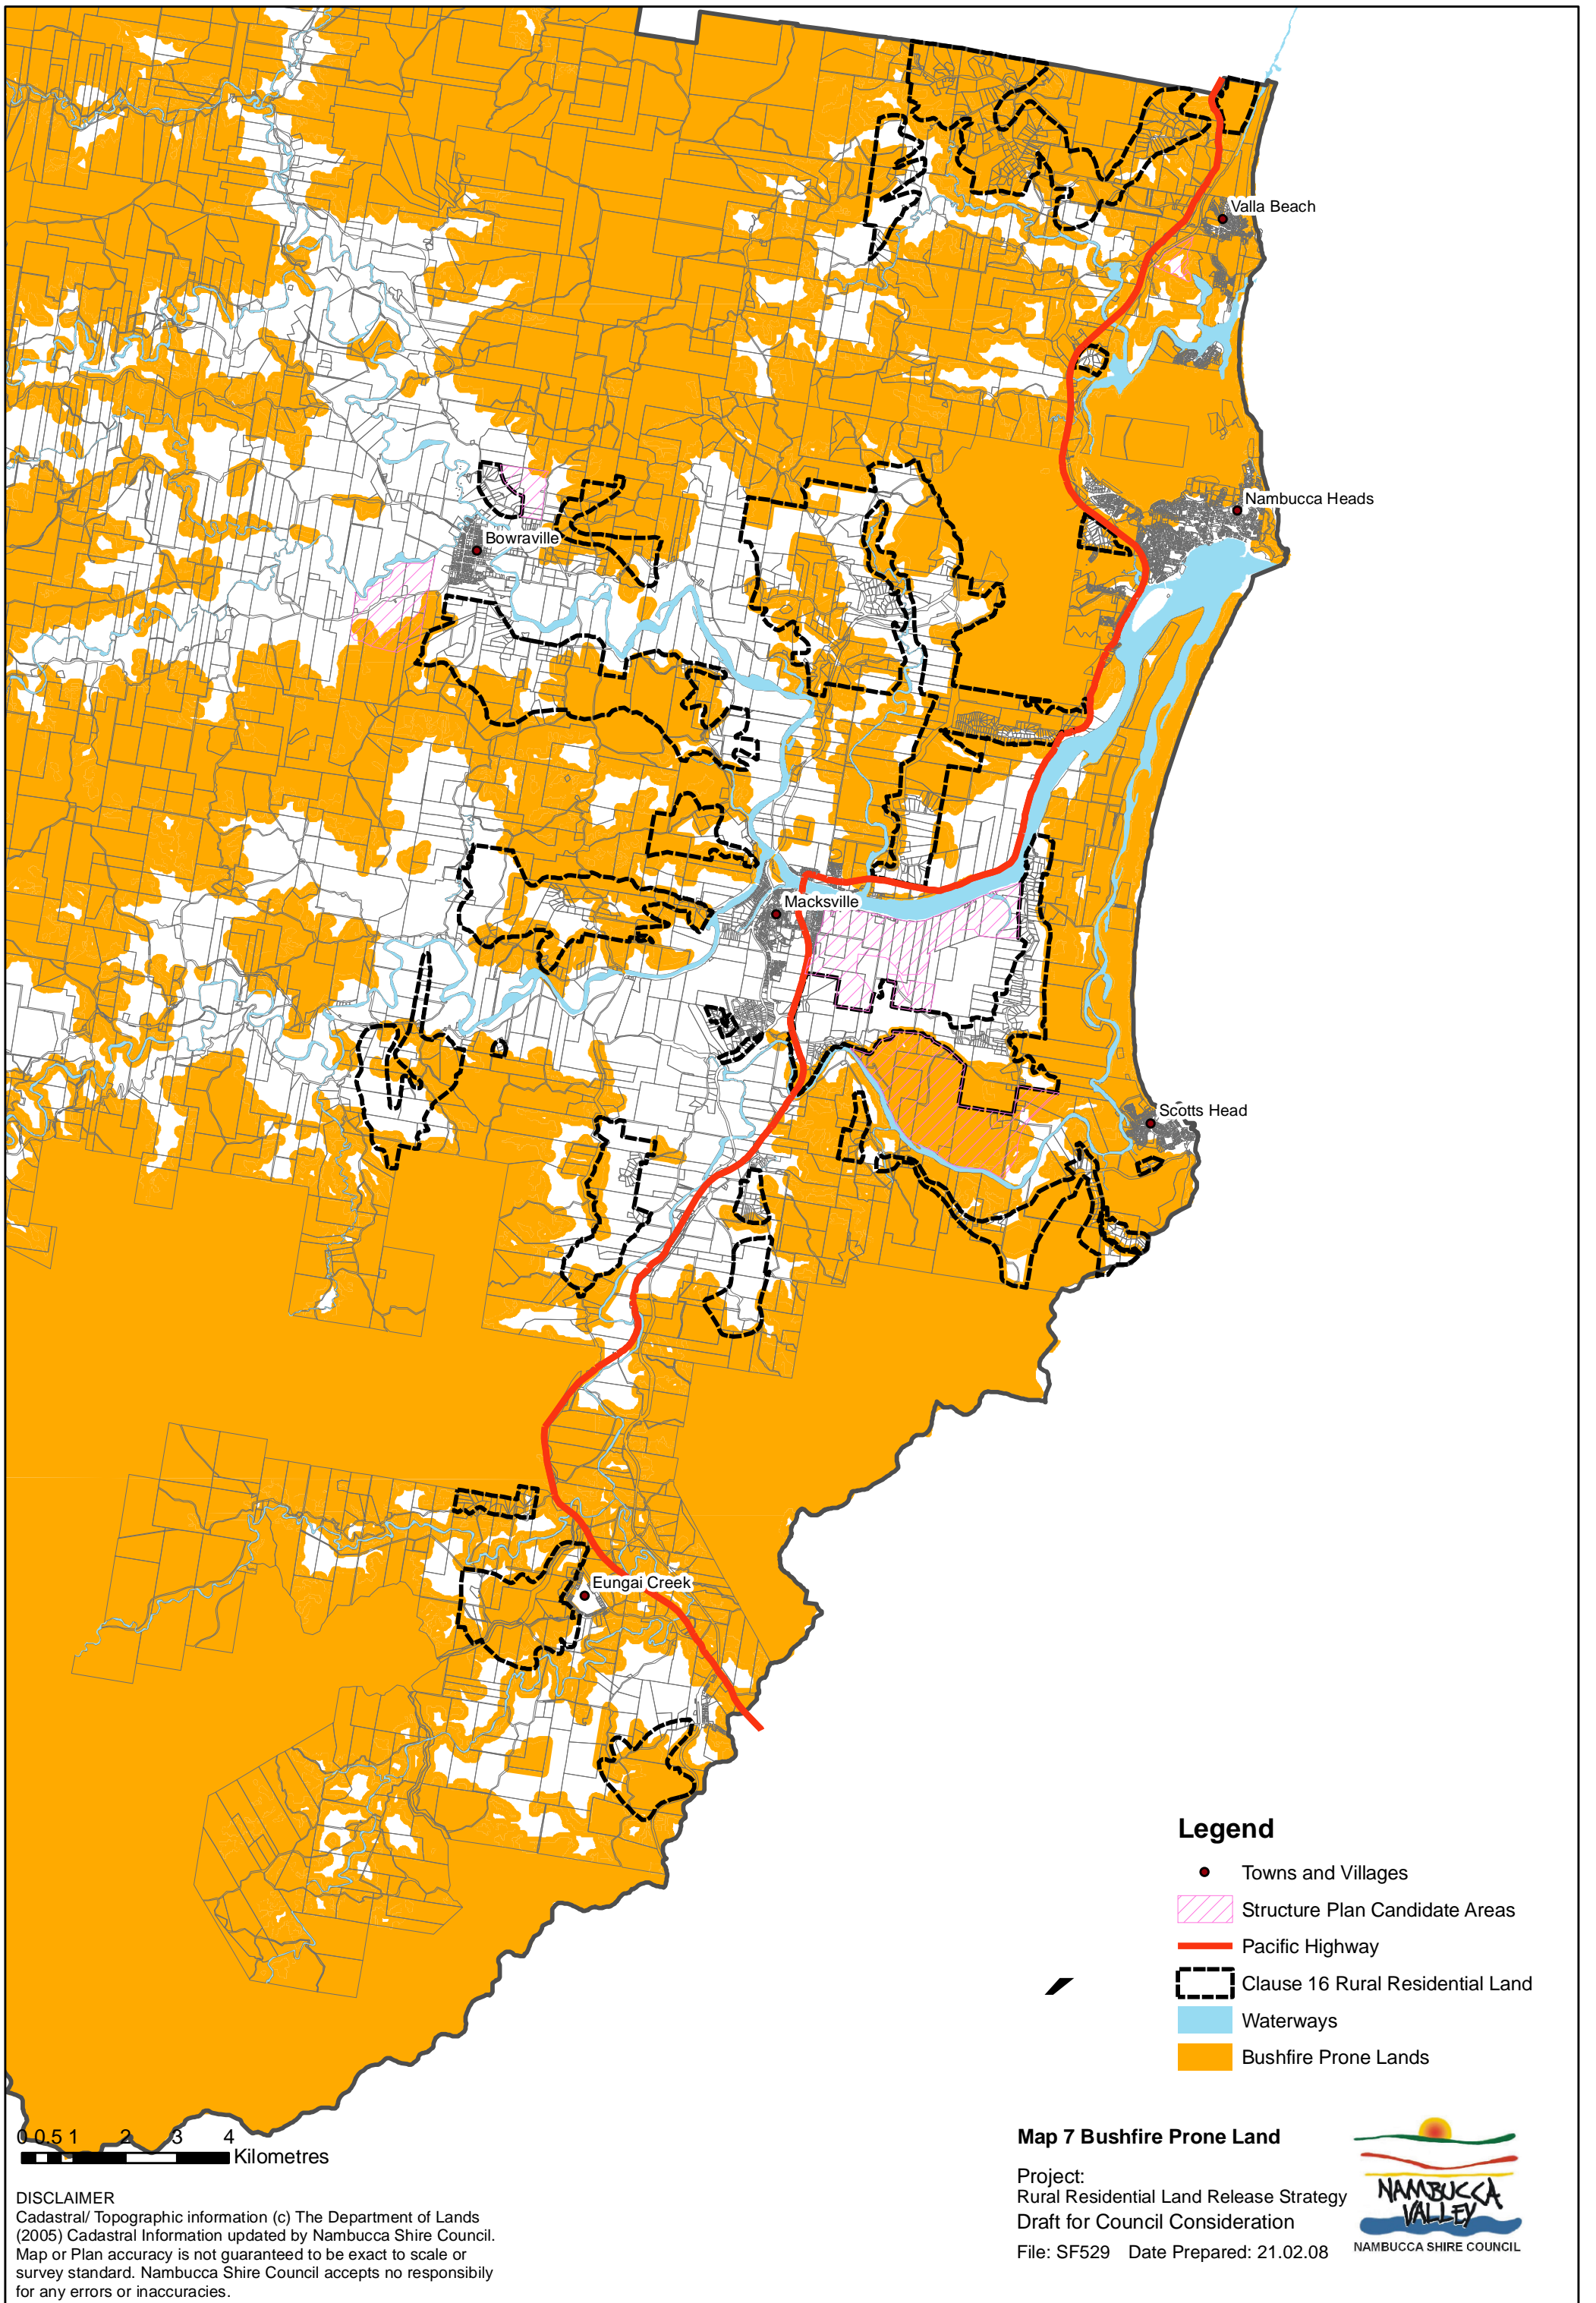 Valla Beach
Nambucca Heads
Bowraville
Macksville
Scotts Head
Eungai Creek
Legend
Towns and Villages
Structure Plan Candidate Areas
Pacific Highway
Clause 16 Rural Residential Land
Waterways
Bushfire Prone Lands
0 0.5 1 2 3 4
Kilometres
DISCLAIMER
Cadastral/ Topographic information (c) The Department of Lands
(2005) Cadastral Information updated by Nambucca Shire Council.
Map or Plan accuracy is not guaranteed to be exact to scale or
survey standard. Nambucca Shire Council accepts no responsibily
for any errors or inaccuracies.
Map 7 Bushfire Prone Land
Project:
Rural Residential Land Release Strategy
Draft for Council Consideration
File: SF529 Date Prepared: 21.02.08
NAMBUCCA
VALLEY
NAMBUCCA SHIRE COUNCIL